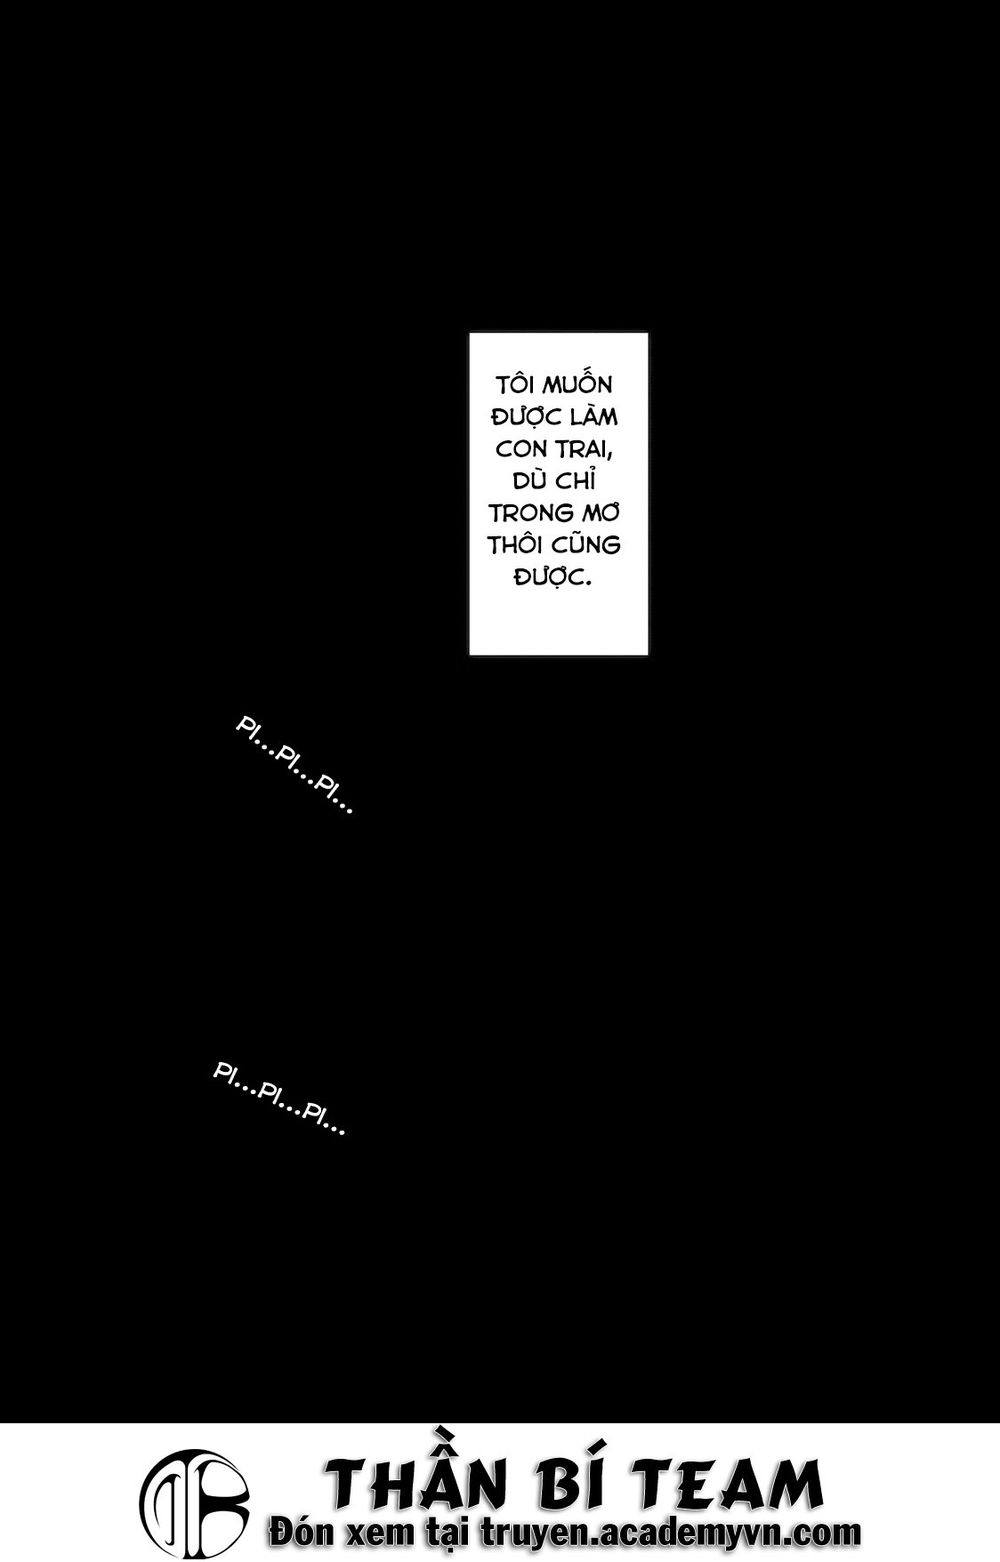 TÔI MUỐN
ĐƯỢC LÀM
CON TRAI,
DÙ CHỈ
TRONG MƠ
THÔI CŨNG
ĐƯỢC.
PI...PI...PI...
PI...PI...PI...
THẦN BÍ TEAM
Đón xem tại truyen.academyvn.com